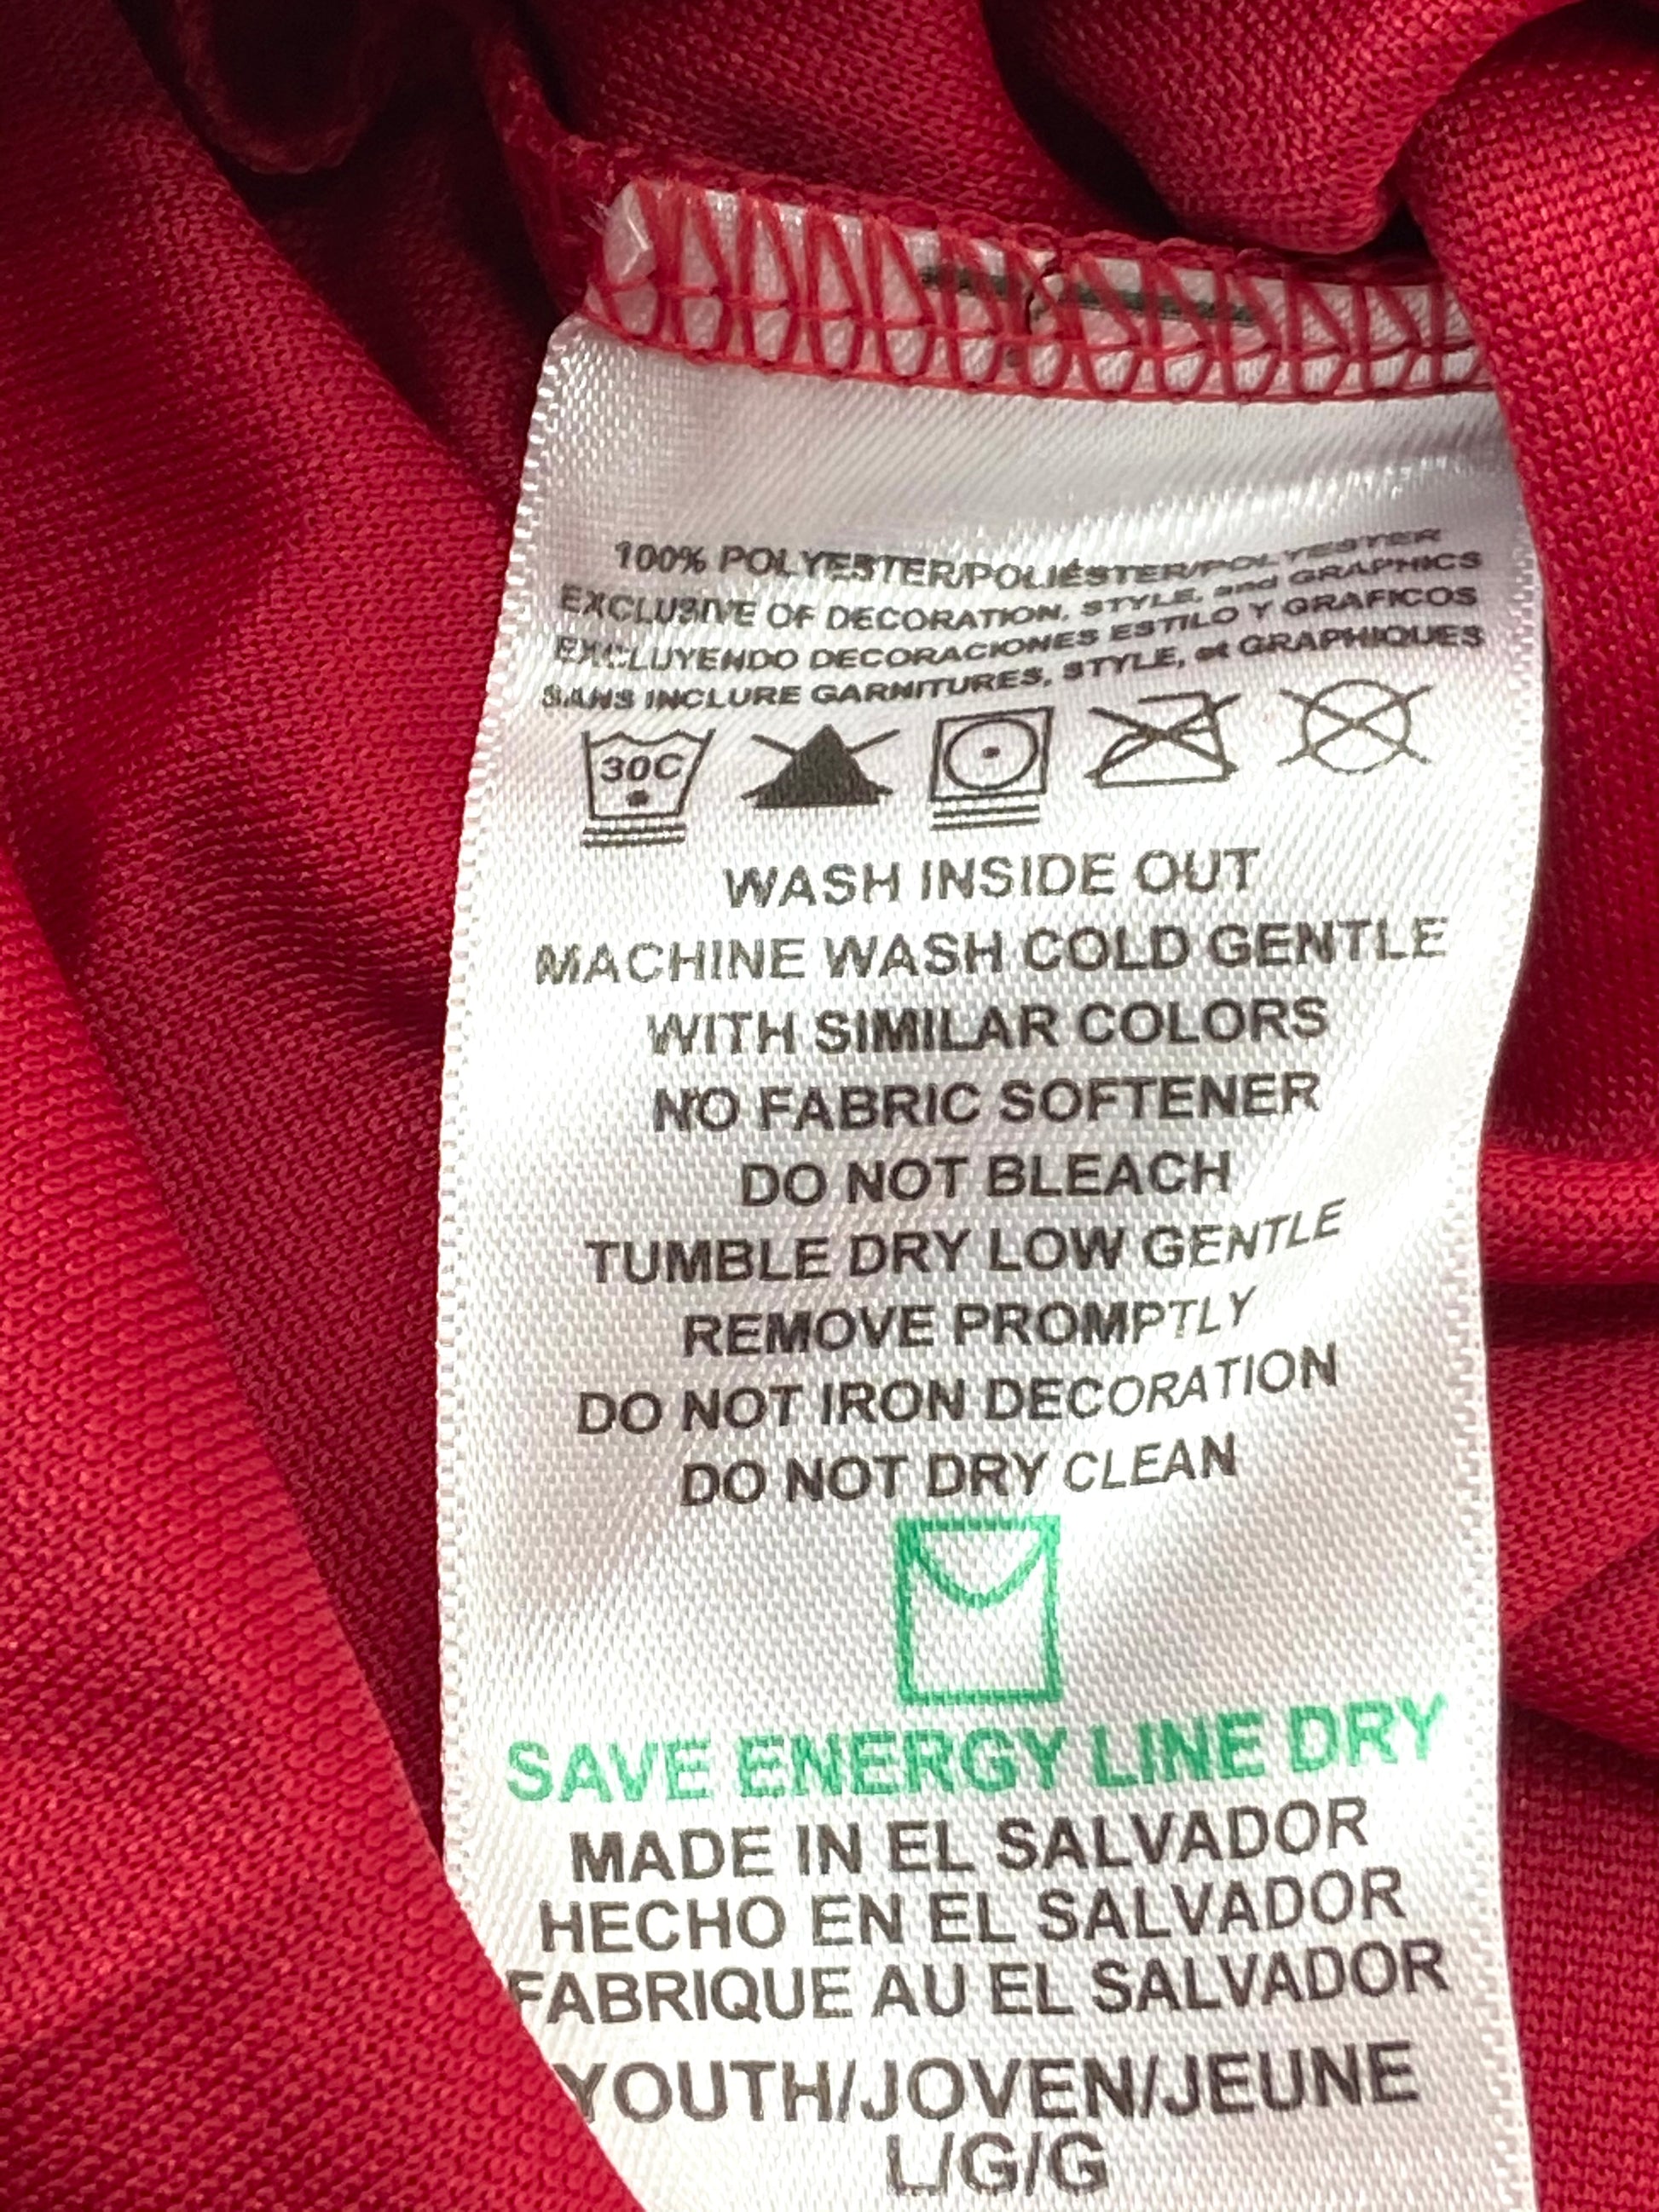 100% POLYESTER/POLIÉSTER/POLYESTER
EXCLUSIVE OF DECORATION, STYLE, and GRAPHICS
EXCLUYENDO DECORACIONES ESTILO Y GRAFICOS
SANS INCLURE GARNITURES, STYLE, et GRAPHIQUES
30C
WASH INSIDE OUT
MACHINE WASH COLD GENTLE
WITH SIMILAR COLORS
NO FABRIC SOFTENER
DO NOT BLEACH
TUMBLE DRY LOW GENTLE
REMOVE PROMPTLY
DO NOT IRON DECORATION
DO NOT DRY CLEAN
SAVE ENERGY LINE DRY
MADE IN EL SALVADOR
HECHO EN EL SALVADOR
FABRIQUE AU EL SALVADOR
YOUTH/JOVEN/JEUNE
L/G/G